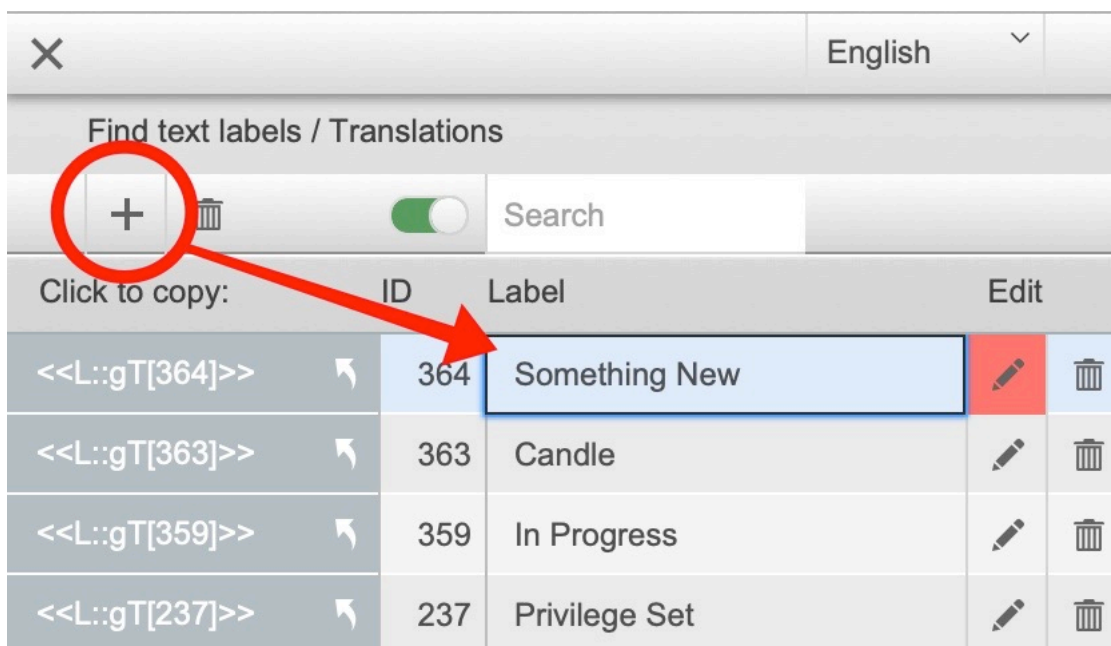 English
Find text labels / Translations
Search
Click to copy: ID Label Edit
<<L::gT[364]>> 364 Something New
<<L::gT[363]>> 363 Candle
<<L::gT[359]>> 359 In Progress
<<L::gT[237]>> 237 Privilege Set